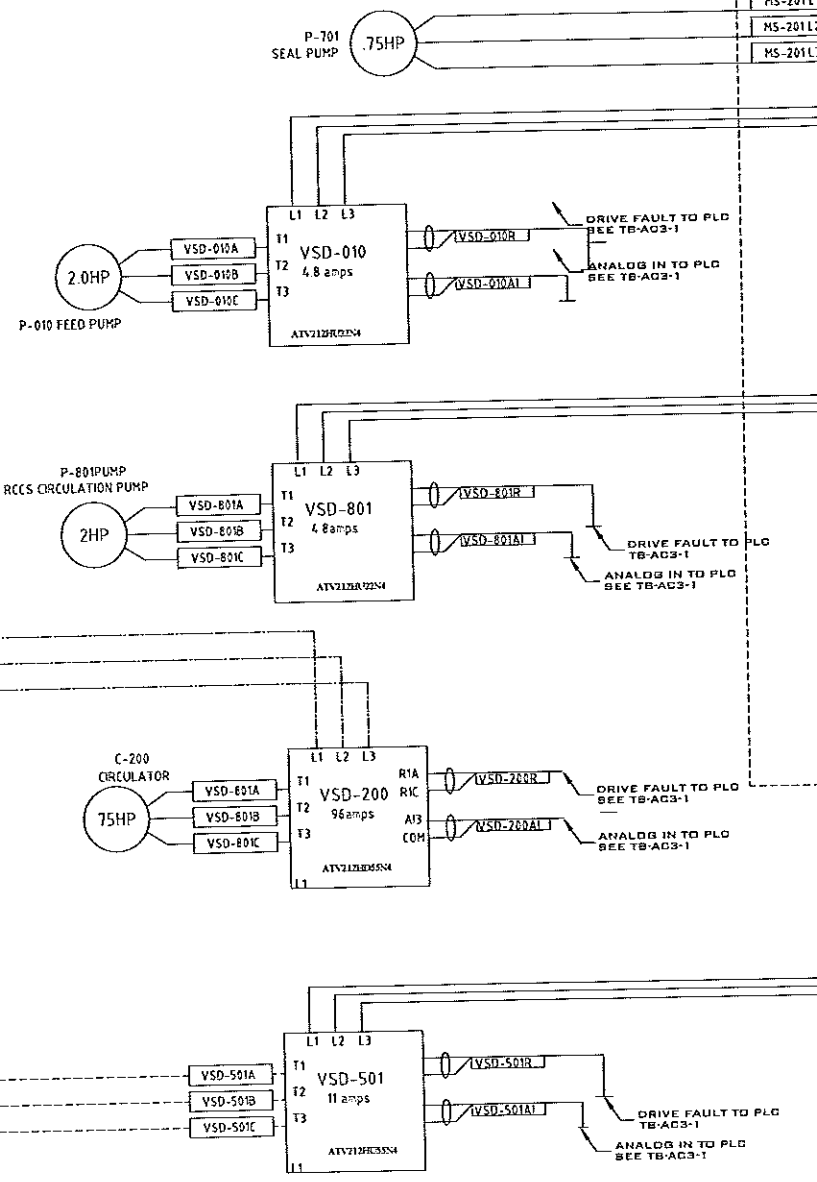 MS-201L1
P-701
SEAL PUMP
.75HP
MS-201L2
L1 L2 L3
T1
T2
T3
VSD-010
4.8 amps
ATV212HU22N4
VSD-010A
VSD-010B
VSD-010C
2.0HP
P-010 FEED PUMP
VSD-010R
VSD-010AI
DRIVE FAULT TO PLC
SEE TB-AC3-1
ANALOG IN TO PLC
SEE TB-AC3-1
P-801PUMP
RCCS CIRCULATION PUMP
2HP
VSD-801A
VSD-801B
VSD-801C
L1 L2 L3
T1
T2
T3
VSD-801
4.8amps
ATV212HU22N4
VSD-801R
VSD-801AI
DRIVE FAULT TO PLC
TB-AC3-1
ANALOG IN TO PLC
SEE TB-AC3-1
C-200
CIRCULATOR
75HP
VSD-801A
VSD-801B
VSD-801C
L1 L2 L3
T1
T2
T3
VSD-200
96amps
ATV212HD55N4
L1
R1A
R1C
AI3
COM
VSD-200R
VSD-200AI
DRIVE FAULT TO PLC
SEE TB-AC3-1
ANALOG IN TO PLC
SEE TB-AC3-1
VSD-501A
VSD-501B
VSD-501C
L1 L2 L3
T1
T2
T3
VSD-501
11 amps
ATV212HU55N4
L1
VSD-501R
VSD-501AI
DRIVE FAULT TO PLC
TB-AC3-1
ANALOG IN TO PLC
SEE TB-AC3-1